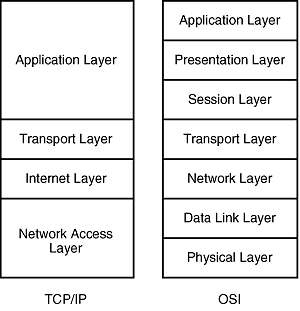 Application Layer
Transport Layer
Internet Layer
Network Access
Layer
TCP/IP
Application Layer
Presentation Layer
Session Layer
Transport Layer
Network Layer
Data Link Layer
Physical Layer
OSI